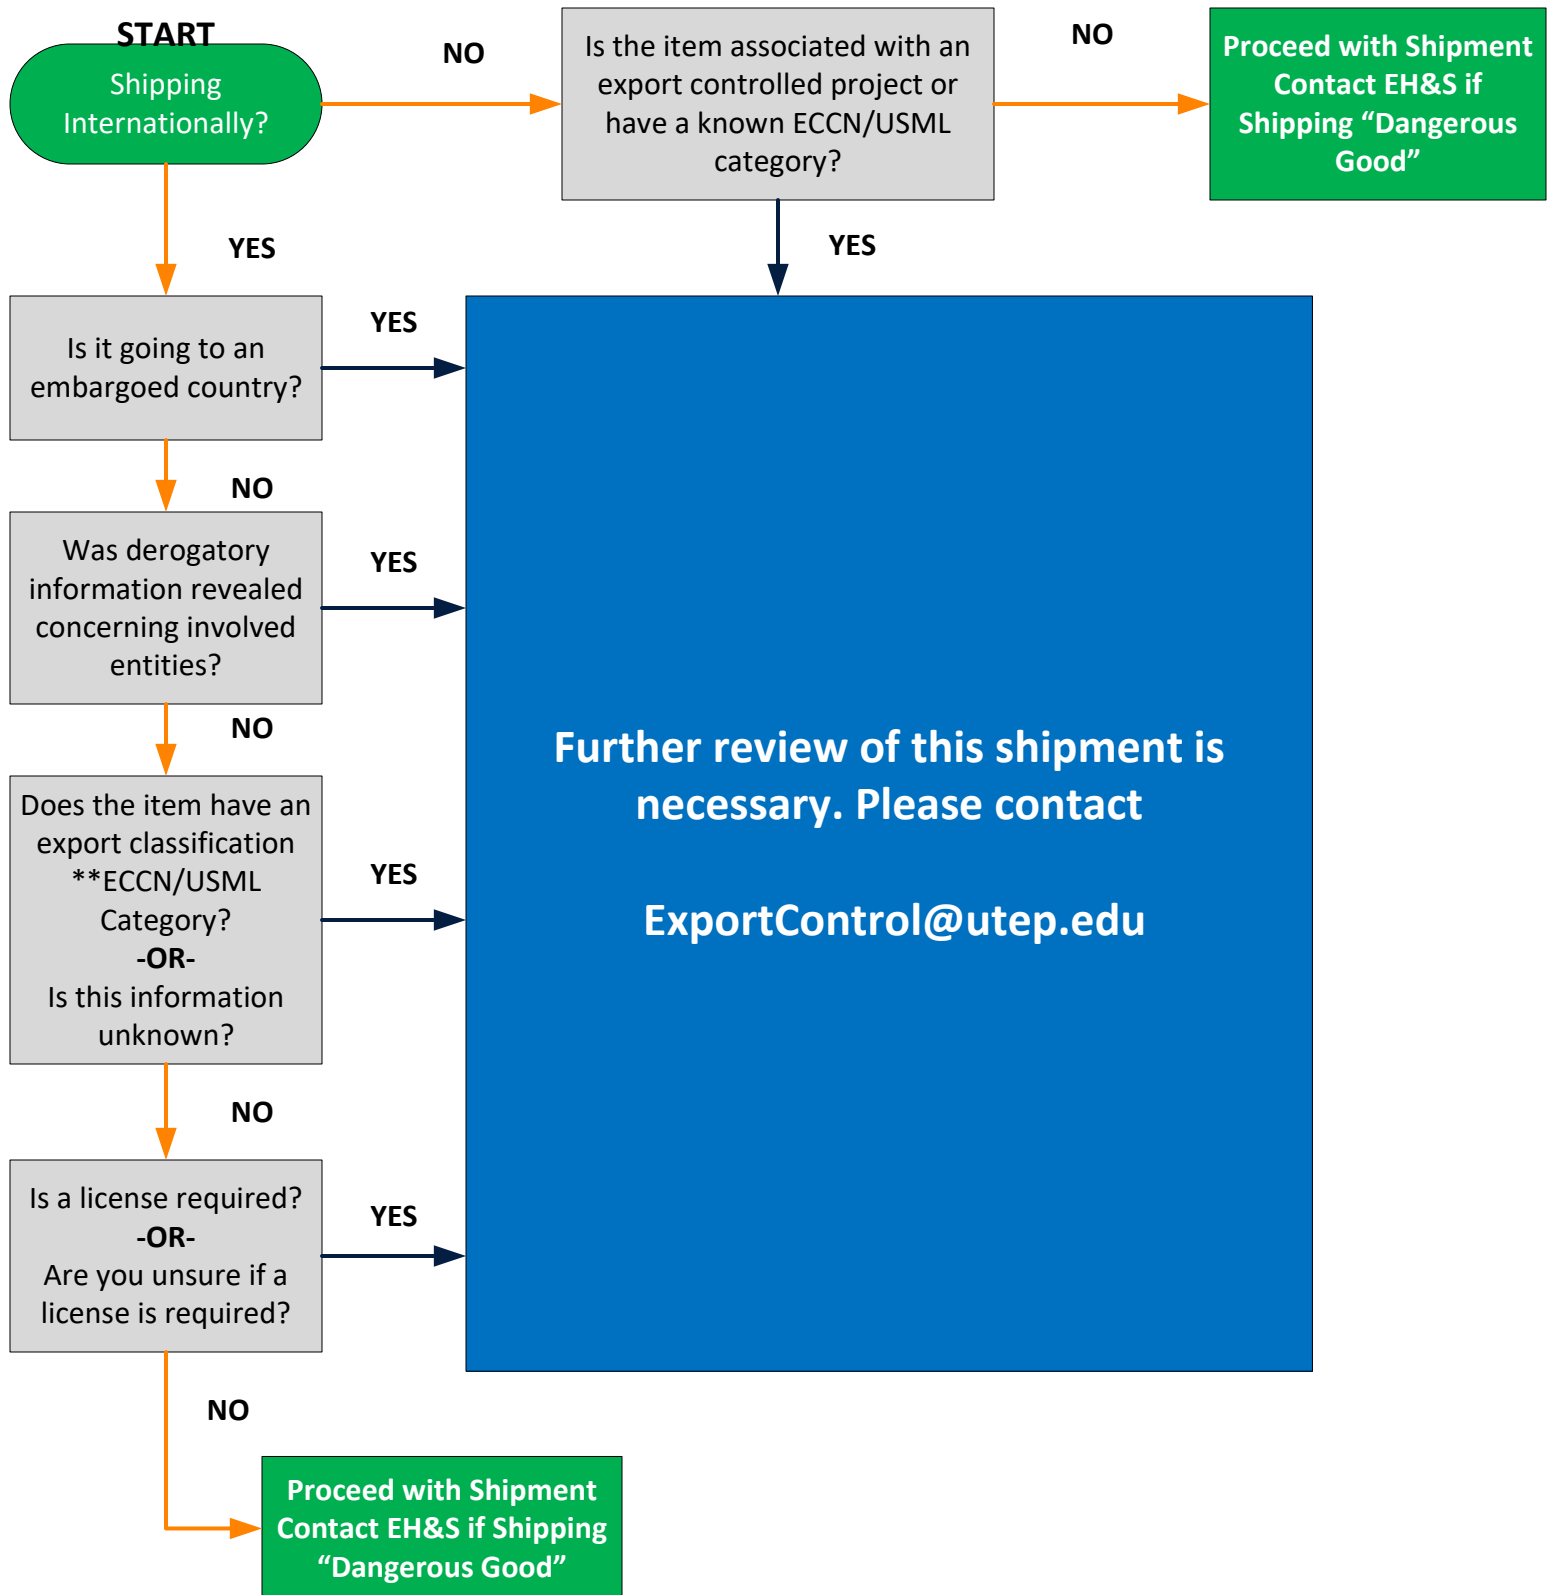 START
Shipping
Internationally?
NO
Is the item associated with an
export controlled project or
have a known ECCN/USML
category?
NO
Proceed with Shipment
Contact EH&S if
Shipping “Dangerous
Good”
YES
YES
Is it going to an
embargoed country?
YES
NO
Was derogatory
information revealed
concerning involved
entities?
YES
NO
Does the item have an
export classification
**ECCN/USML
Category?
-OR-
Is this information
unknown?
YES
Further review of this shipment is
necessary. Please contact
ExportControl@utep.edu
NO
Is a license required?
-OR-
Are you unsure if a
license is required?
YES
NO
Proceed with Shipment
Contact EH&S if Shipping
“Dangerous Good”